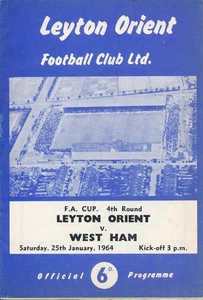 Leyton Orient
Football Club Ltd.
F.A. CUP. 4th Round
LEYTON ORIENT
v.
WEST HAM
Saturday, 25th January, 1964 Kick-off 3 p.m.
Official 6D. Programme